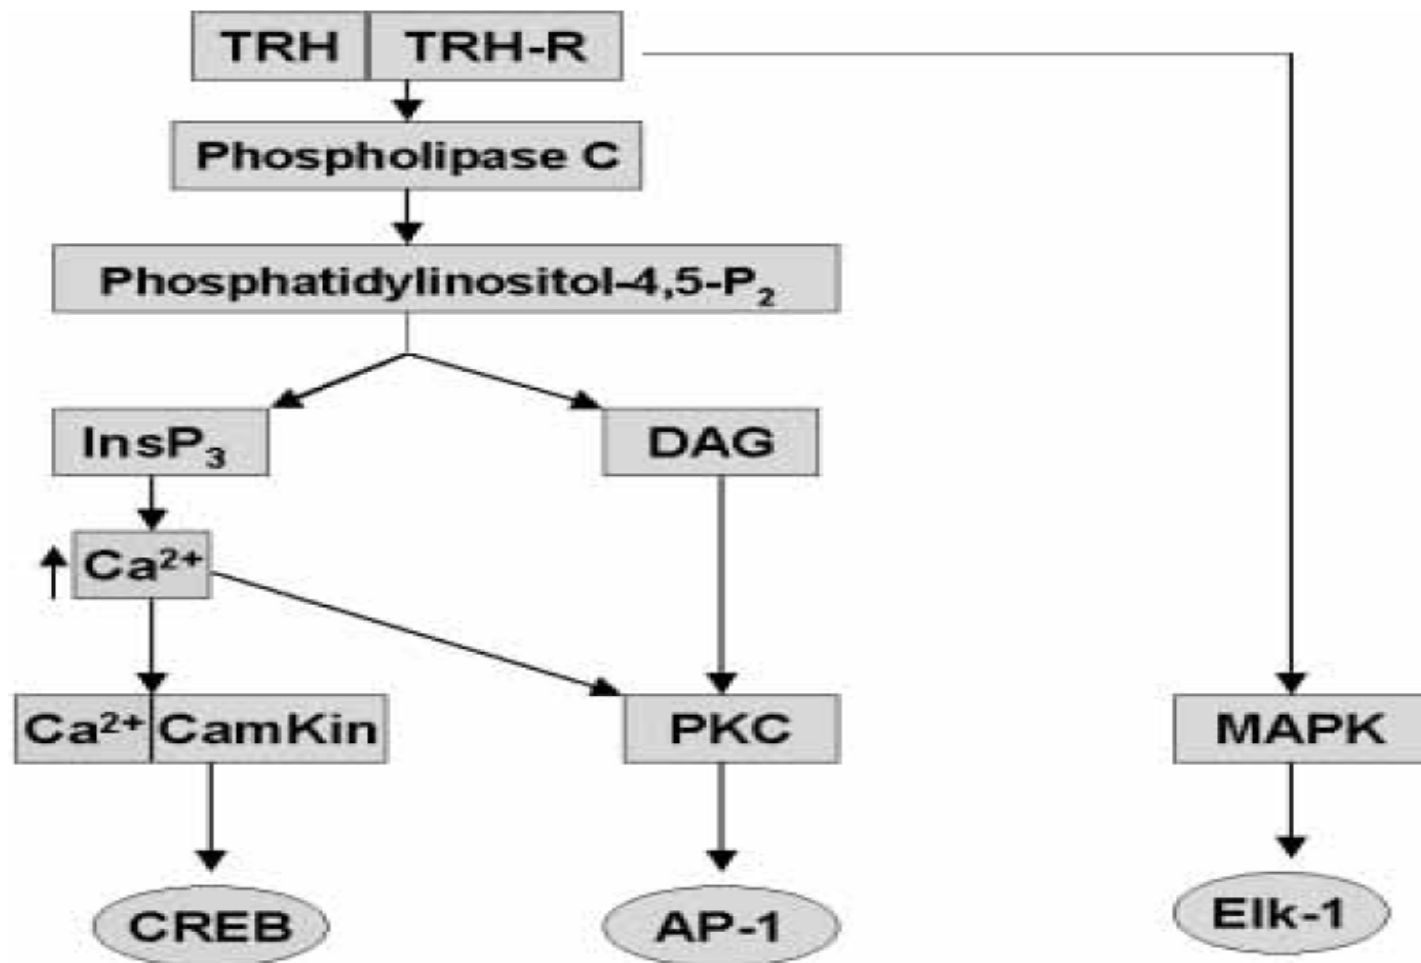 TRH TRH-R
Phospholipase C
Phosphatidylinositol-4,5-P₂
InsP₃ DAG
Ca²⁺
Ca²⁺ CamKin PKC MAPK
CREB AP-1 Elk-1